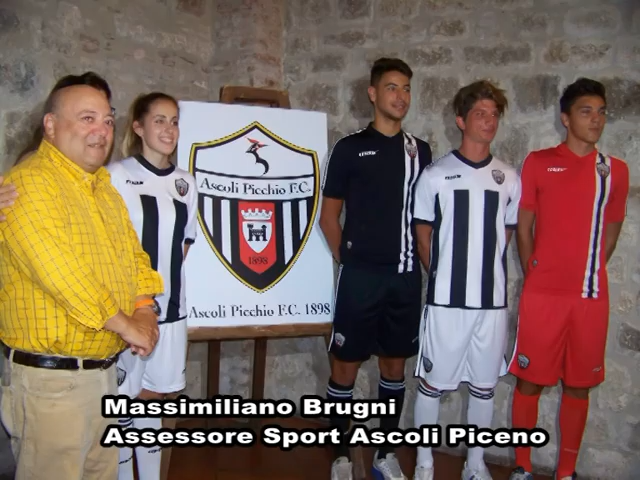 Ascoli Picchio F.C.
1898
Ascoli Picchio F.C. 1898
Massimiliano Brugni
Assessore Sport Ascoli Piceno